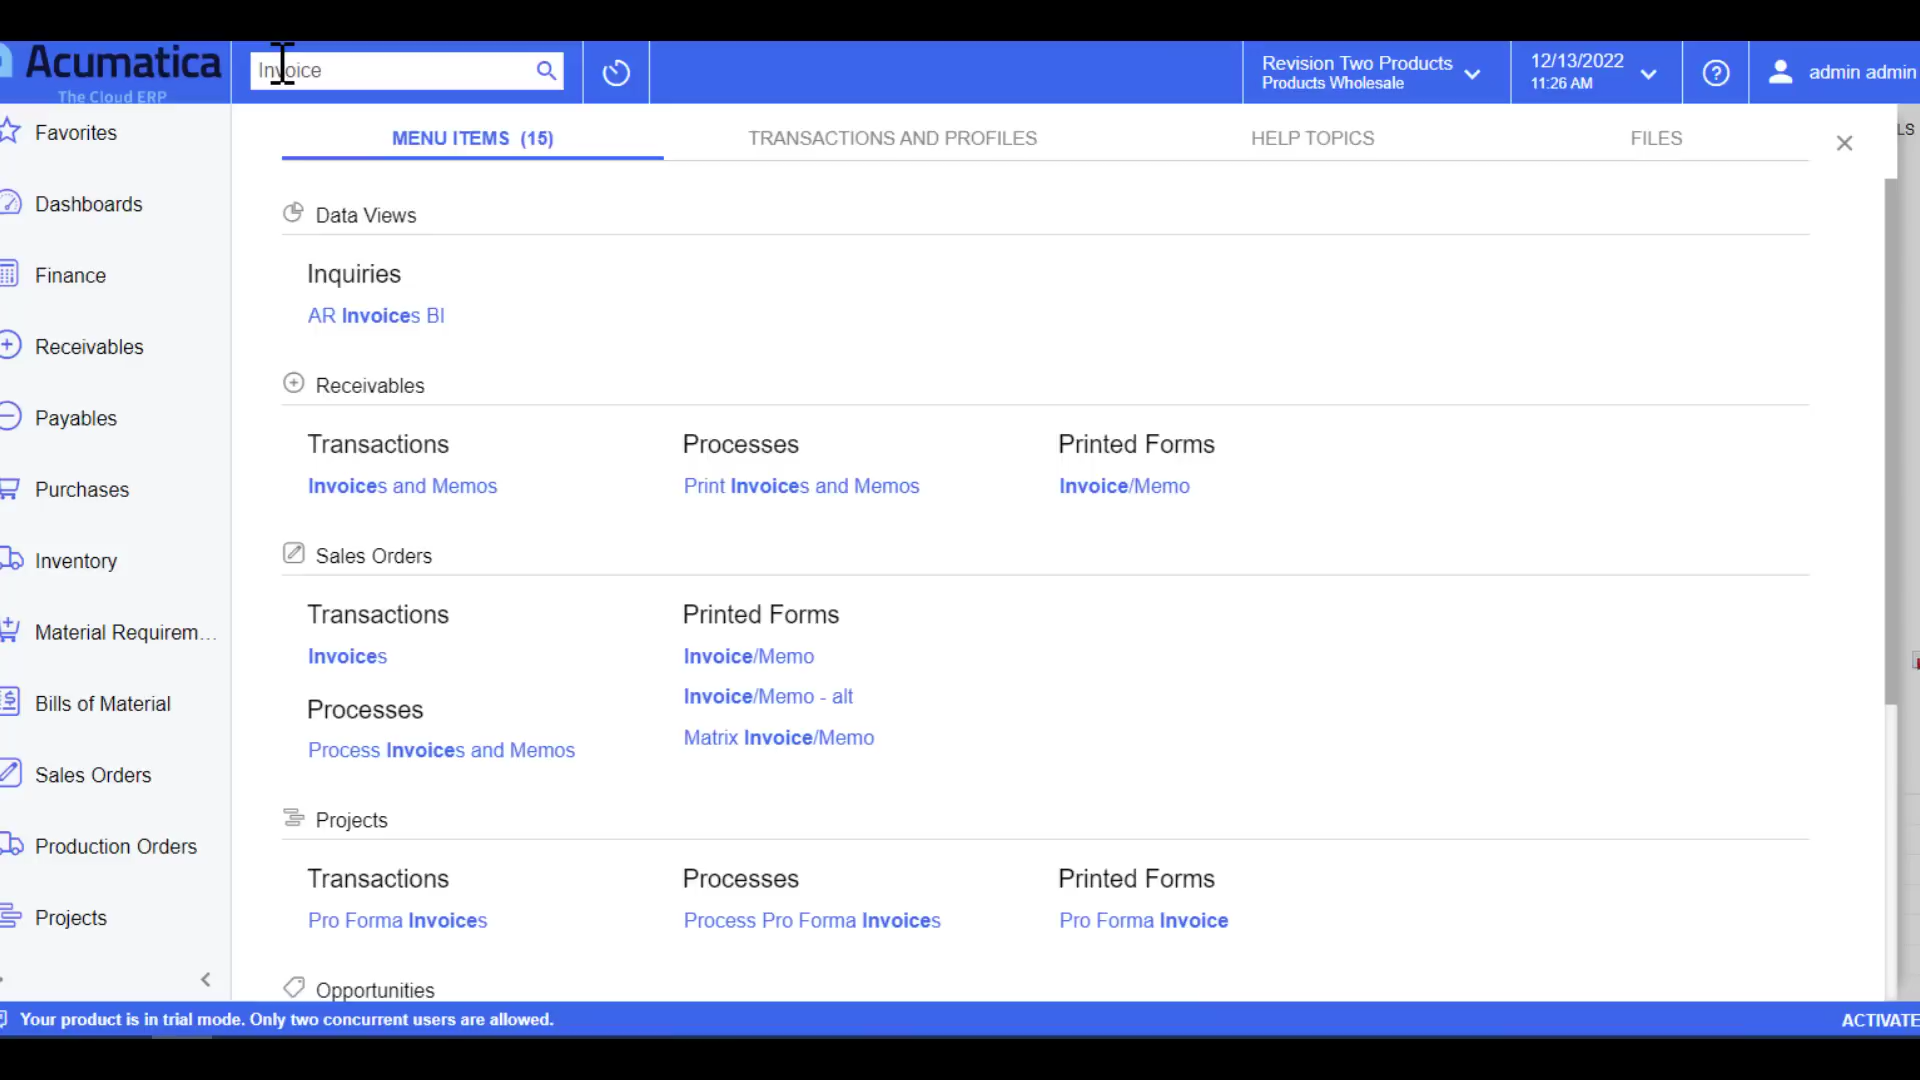 Acumatica
The Cloud ERP
Invoice
Revision Two Products
Products Wholesale
12/13/2022
11:26 AM
admin admin
Favorites
Dashboards
Finance
Receivables
Payables
Purchases
Inventory
Material Requirem...
Bills of Material
Sales Orders
Production Orders
Projects
MENU ITEMS (15)
TRANSACTIONS AND PROFILES
HELP TOPICS
FILES
LS
Data Views
Inquiries
AR Invoices BI
Receivables
Transactions
Invoices and Memos
Processes
Print Invoices and Memos
Printed Forms
Invoice/Memo
Sales Orders
Transactions
Invoices
Processes
Process Invoices and Memos
Printed Forms
Invoice/Memo
Invoice/Memo - alt
Matrix Invoice/Memo
Projects
Transactions
Pro Forma Invoices
Processes
Process Pro Forma Invoices
Printed Forms
Pro Forma Invoice
Opportunities
Your product is in trial mode. Only two concurrent users are allowed.
ACTIVATE